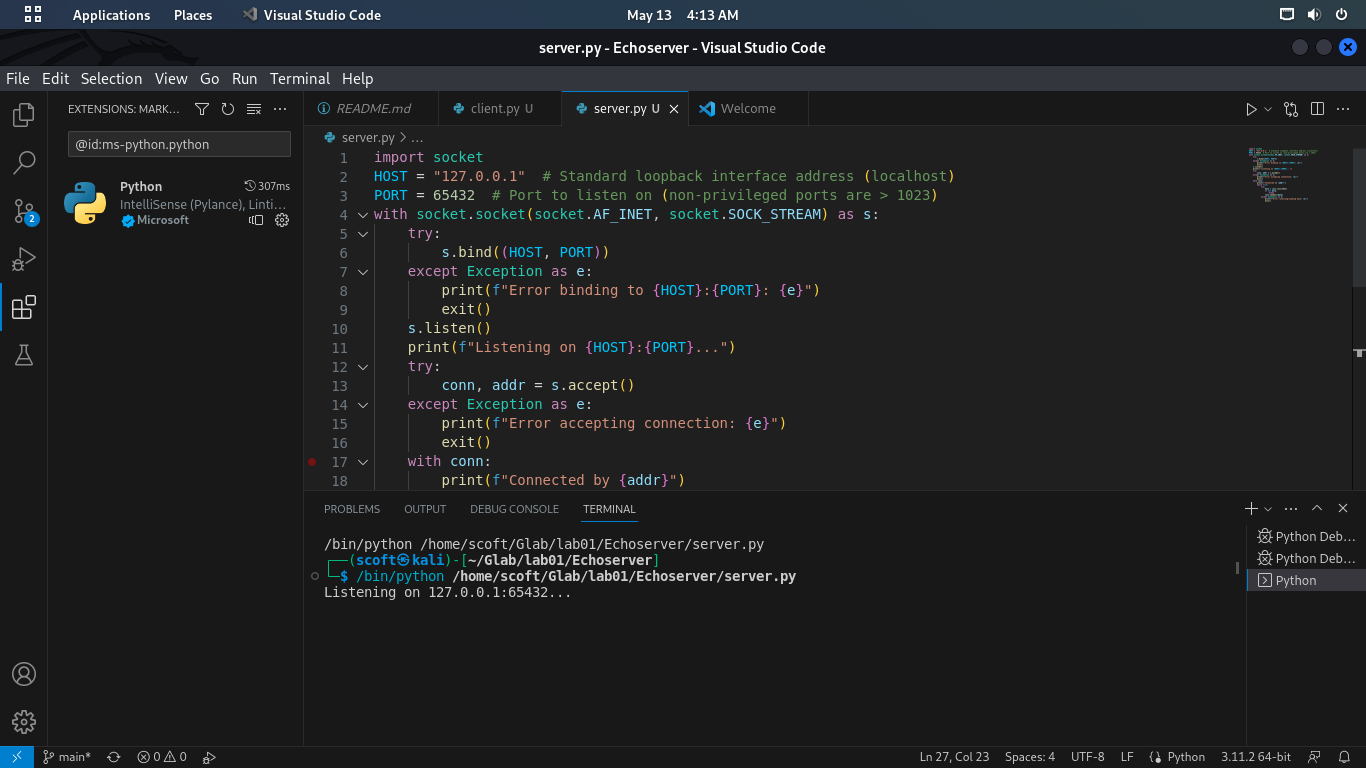 Applications Places Visual Studio Code May 13 4:13 AM
server.py - Echoserver - Visual Studio Code
File Edit Selection View Go Run Terminal Help
EXTENSIONS: MARK...
README.md client.py U server.py U Welcome
@id:ms-python.python
Python 307ms
IntelliSense (Pylance), Linti...
Microsoft
2
server.py > ...
1 import socket
2 HOST = "127.0.0.1"  # Standard loopback interface address (localhost)
3 PORT = 65432  # Port to listen on (non-privileged ports are > 1023)
4 with socket.socket(socket.AF_INET, socket.SOCK_STREAM) as s:
5     try:
6         s.bind((HOST, PORT))
7     except Exception as e:
8         print(f"Error binding to {HOST}:{PORT}: {e}")
9         exit()
10     s.listen()
11     print(f"Listening on {HOST}:{PORT}...")
12     try:
13         conn, addr = s.accept()
14     except Exception as e:
15         print(f"Error accepting connection: {e}")
16         exit()
17     with conn:
18         print(f"Connected by {addr}")
PROBLEMS OUTPUT DEBUG CONSOLE TERMINAL
/bin/python /home/scoft/Glab/lab01/Echoserver/server.py
┌──(scoft㉿kali)-[~/Glab/lab01/Echoserver]
└─$ /bin/python /home/scoft/Glab/lab01/Echoserver/server.py
Listening on 127.0.0.1:65432...
Python Deb...
Python Deb...
Python
main* 0 0 Ln 27, Col 23 Spaces: 4 UTF-8 LF Python 3.11.2 64-bit